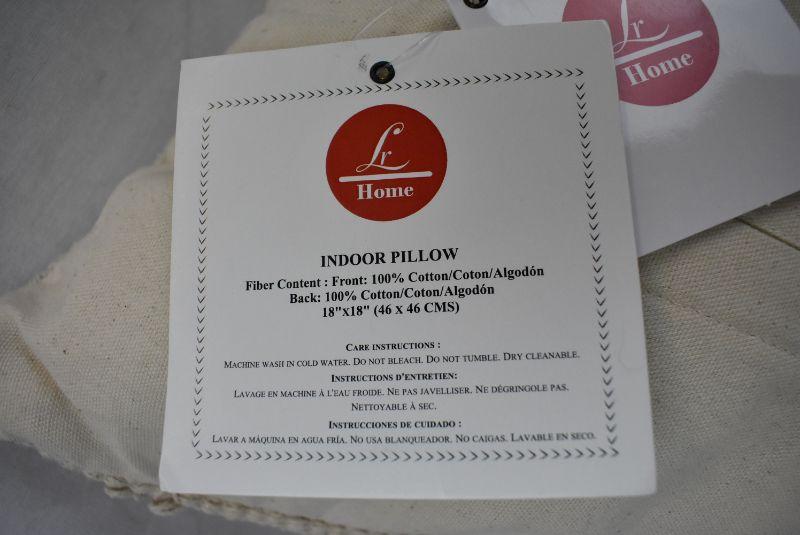 Lr
Home
Lr
Home
INDOOR PILLOW
Fiber Content : Front: 100% Cotton/Coton/Algodón
Back: 100% Cotton/Coton/Algodón
18"x18" (46 x 46 CMS)
CARE INSTRUCTIONS :
MACHINE WASH IN COLD WATER. DO NOT BLEACH. DO NOT TUMBLE. DRY CLEANABLE.
INSTRUCTIONS D'ENTRETIEN:
LAVAGE EN MACHINE À L'EAU FROIDE. NE PAS JAVELLISER. NE DÉGRINGOLE PAS.
NETTOYABLE À SEC.
INSTRUCCIONES DE CUIDADO :
LAVAR A MÁQUINA EN AGUA FRÍA. NO USA BLANQUEADOR. NO CAIGAS. LAVABLE EN SECO.